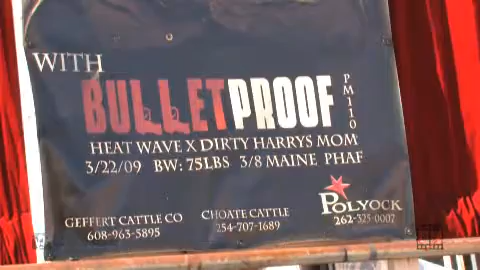 WITH
BULLETPROOF
PM110
HEAT WAVE X DIRTY HARRYS MOM
3/22/09 BW: 75LBS 3/8 MAINE PHAF
GEFFERT CATTLE CO
608-963-5895
CHOATE CATTLE
254-707-1689
POLYOCK
262-325-0007